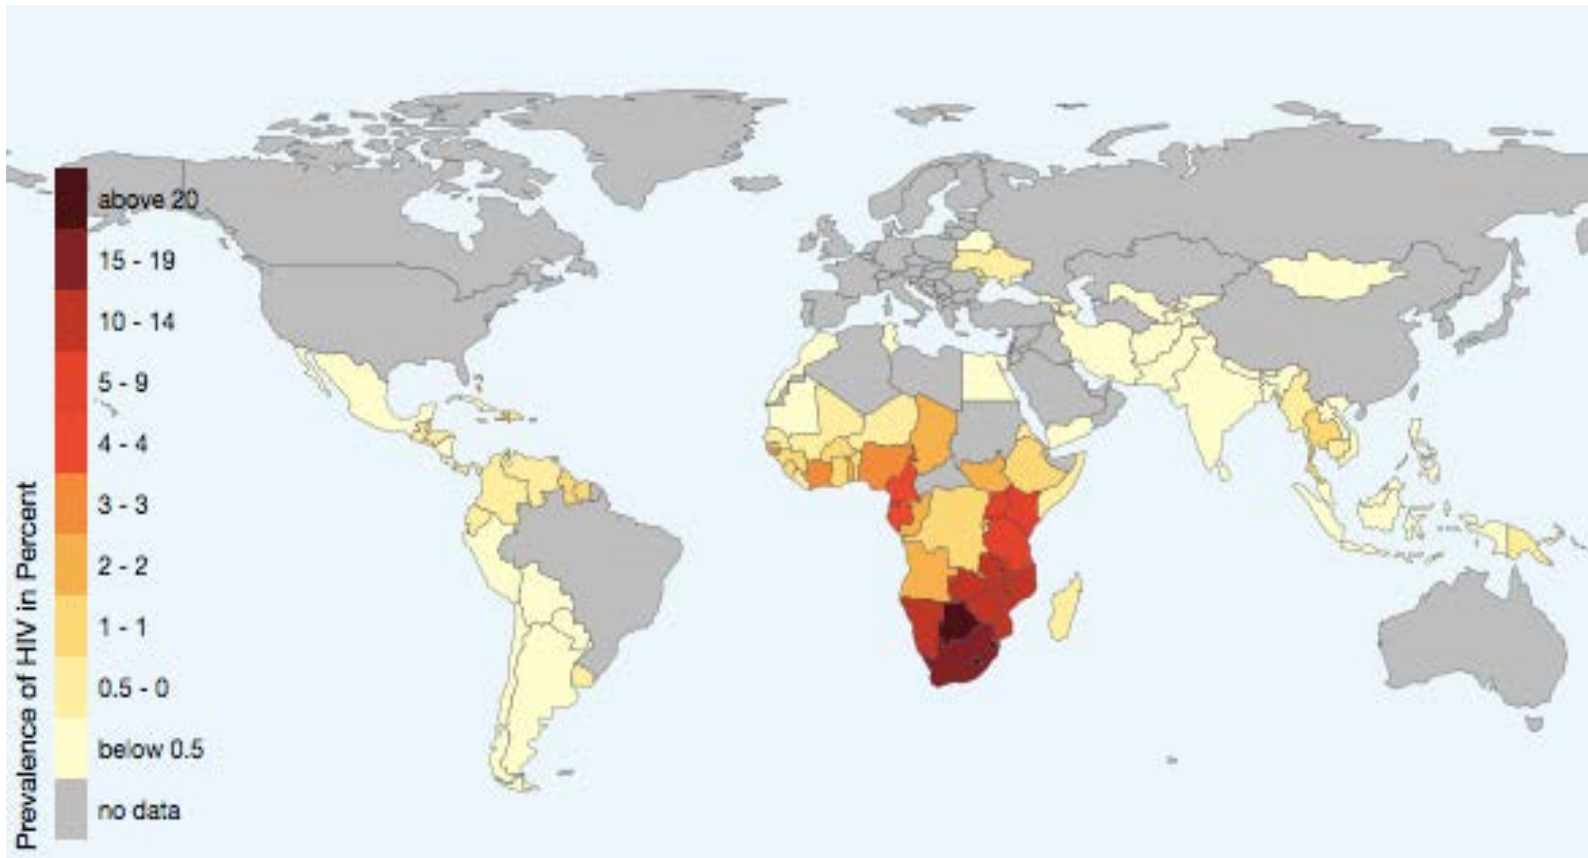 Prevalence of HIV in Percent
above 20
15 - 19
10 - 14
5 - 9
4 - 4
3 - 3
2 - 2
1 - 1
0.5 - 0
below 0.5
no data